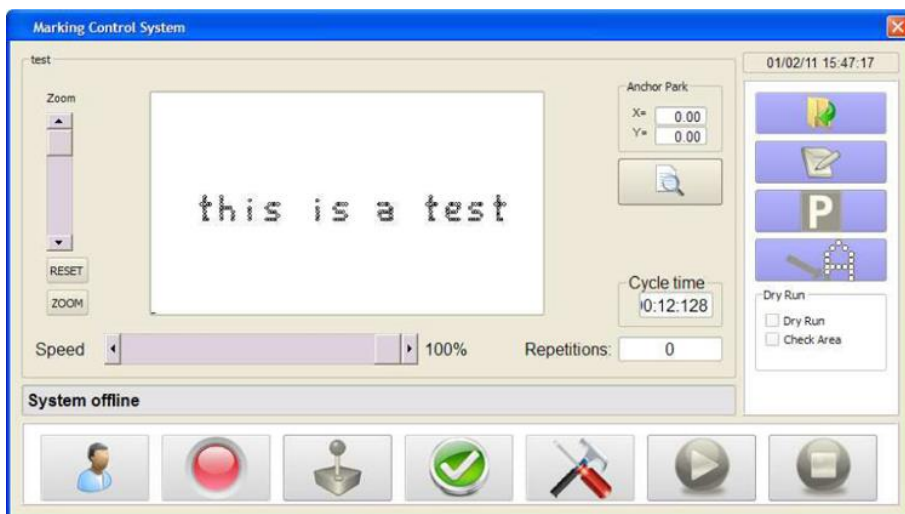 Marking Control System
test
01/02/11 15:47:17
Zoom
Anchor Park
X= 0.00
Y= 0.00
this is a test
RESET
ZOOM
Cycle time
0:12:128
Dry Run
Dry Run
Check Area
Speed 100% Repetitions: 0
System offline
P
A